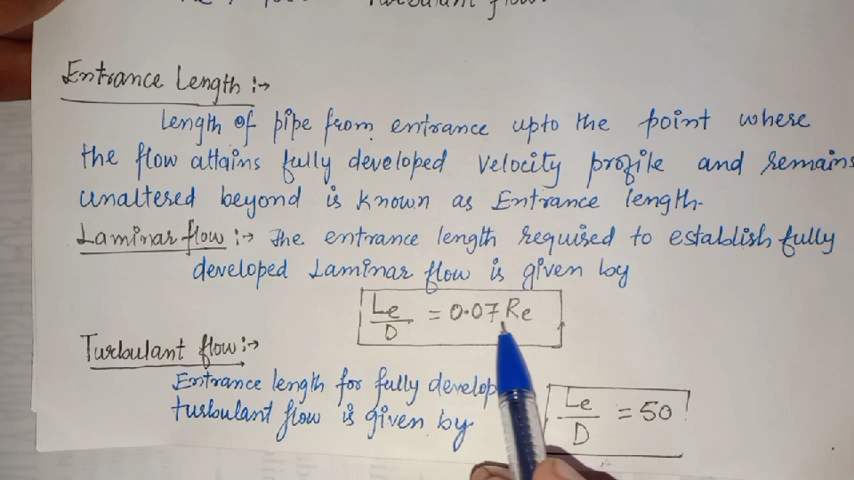 Turbulant flow.
Entrance Length :→
Length of pipe from entrance upto the point where
the flow attains fully developed velocity profile and remains
unaltered beyond is known as Entrance length.
Laminar flow :→ The entrance length required to establish fully
developed Laminar flow is given by
Le/D = 0.07 Re
Turbulant flow :→
Entrance length for fully develop
turbulant flow is given by
Le/D = 50